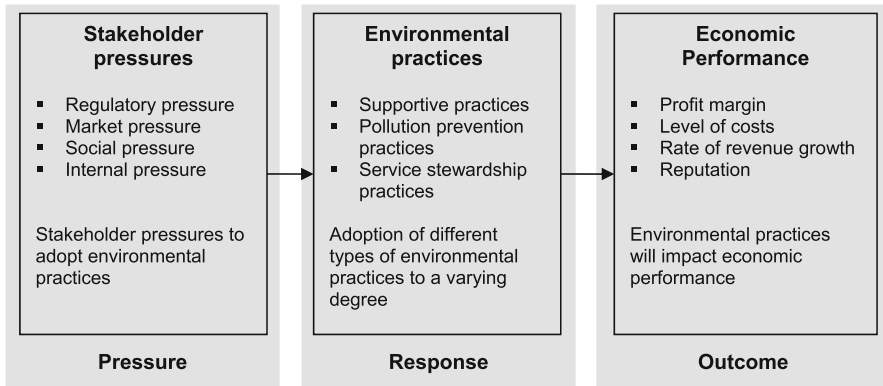 Stakeholder
pressures
▪ Regulatory pressure
▪ Market pressure
▪ Social pressure
▪ Internal pressure
Stakeholder pressures to
adopt environmental
practices
Pressure
Environmental
practices
▪ Supportive practices
▪ Pollution prevention
practices
▪ Service stewardship
practices
Adoption of different
types of environmental
practices to a varying
degree
Response
Economic
Performance
▪ Profit margin
▪ Level of costs
▪ Rate of revenue growth
▪ Reputation
Environmental practices
will impact economic
performance
Outcome